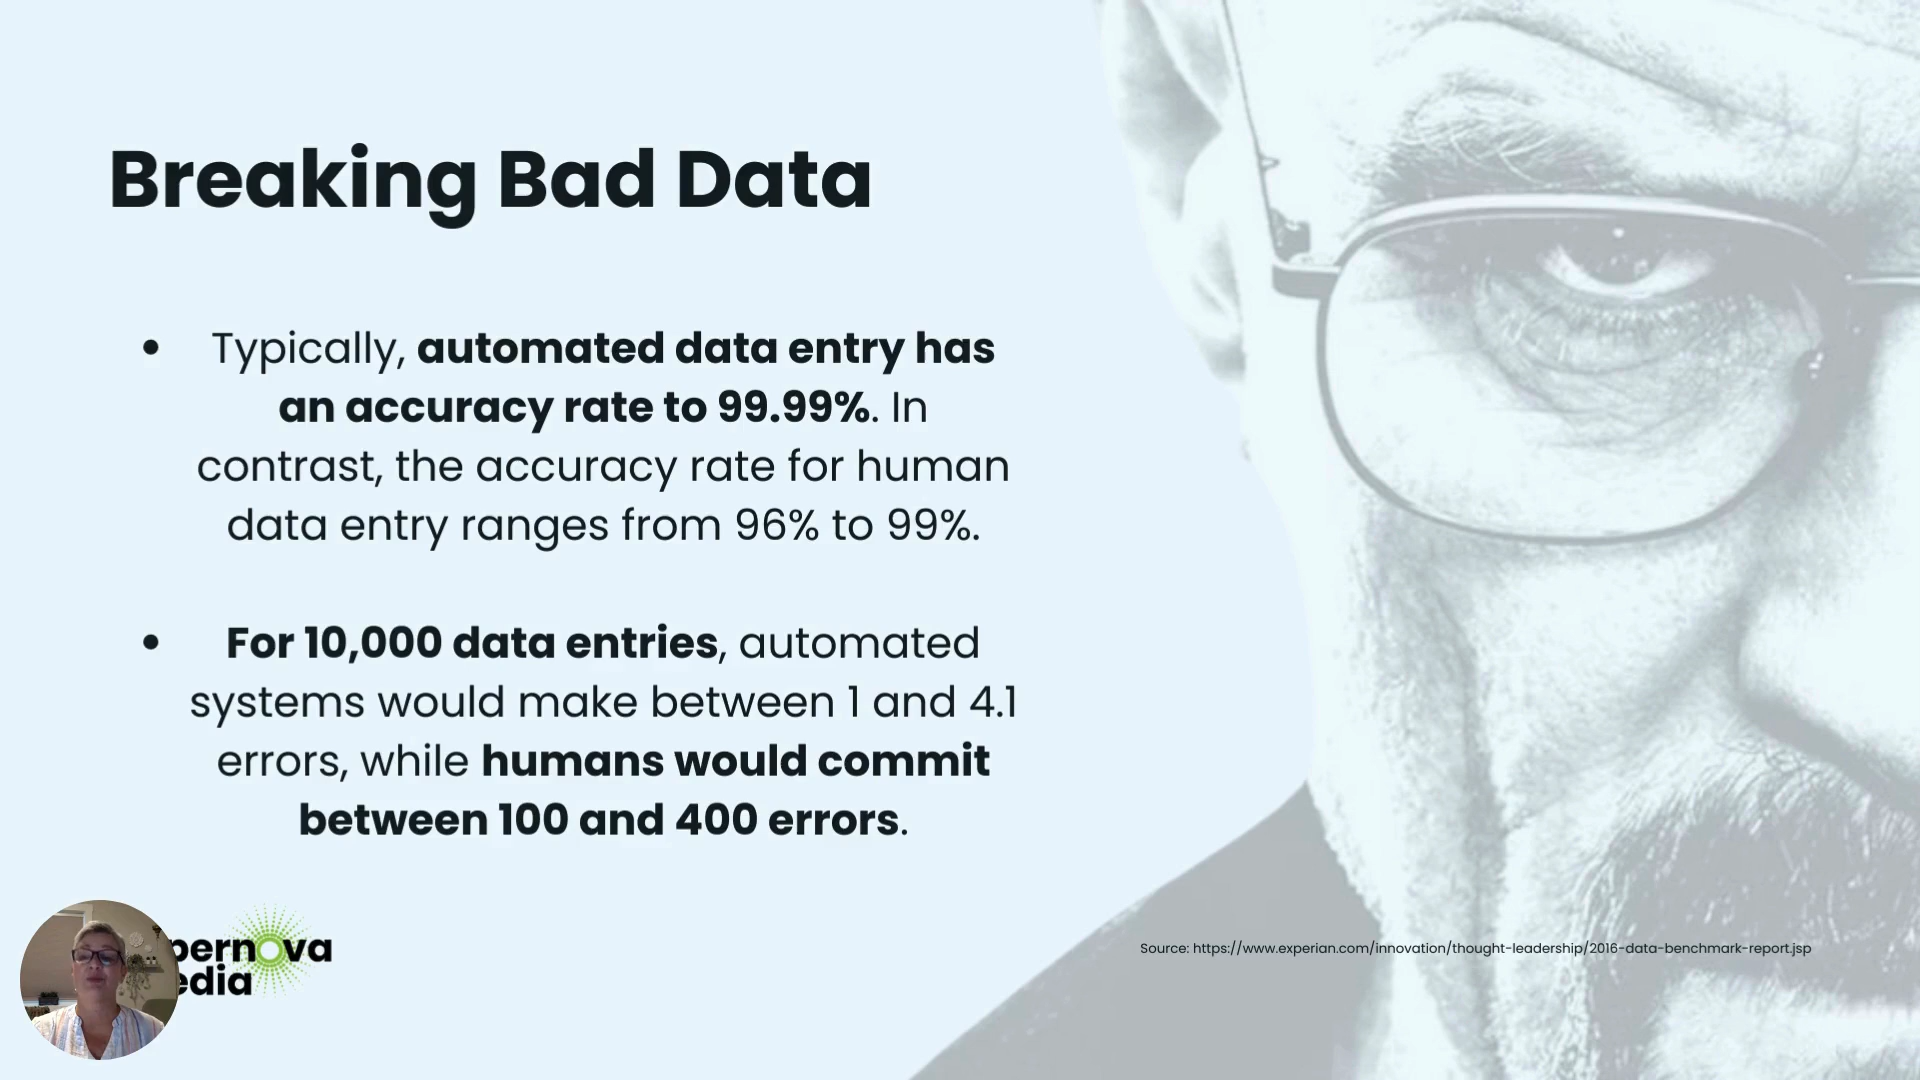 Breaking Bad Data
• Typically, automated data entry has
an accuracy rate to 99.99%. In
contrast, the accuracy rate for human
data entry ranges from 96% to 99%.
• For 10,000 data entries, automated
systems would make between 1 and 4.1
errors, while humans would commit
between 100 and 400 errors.
pernova
edia
Source: https://www.experian.com/innovation/thought-leadership/2016-data-benchmark-report.jsp